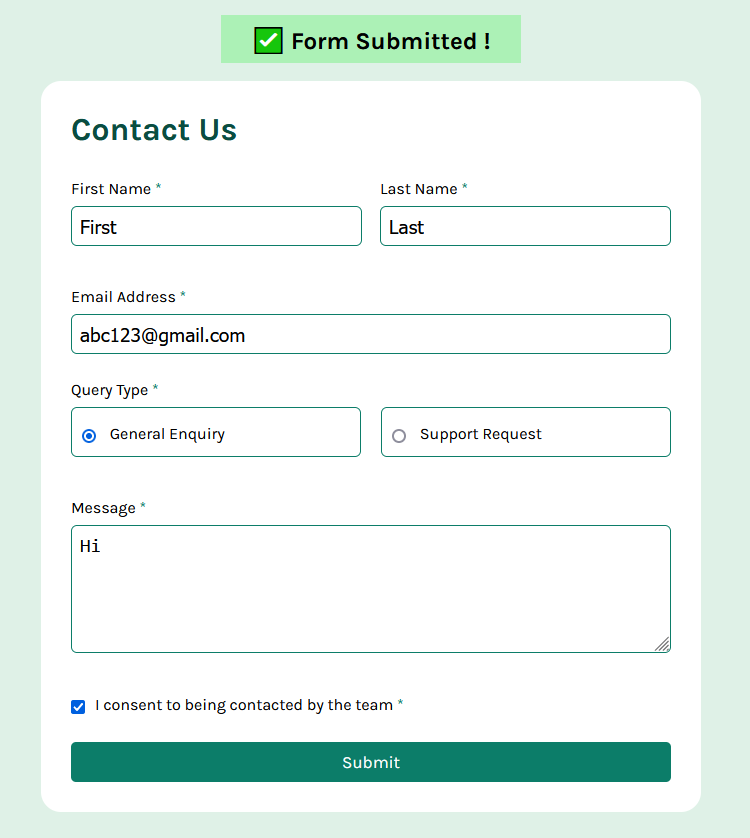 ✅ Form Submitted !
Contact Us
First Name * Last Name *
First Last
Email Address *
abc123@gmail.com
Query Type *
General Enquiry Support Request
Message *
Hi
I consent to being contacted by the team *
Submit